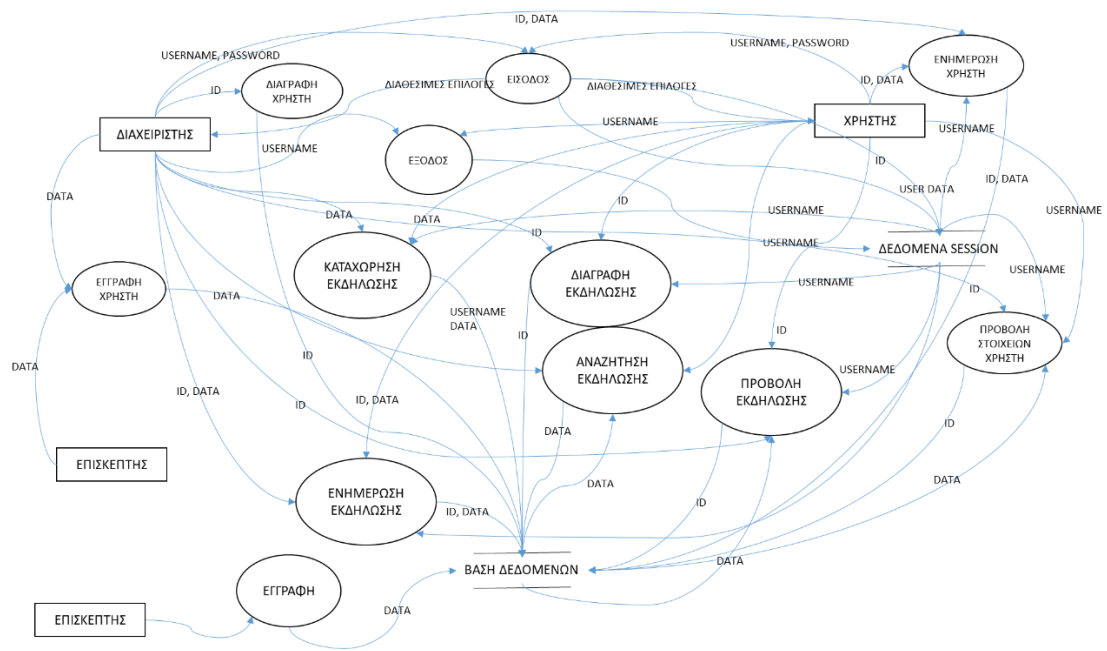 ID, DATA
USERNAME, PASSWORD
USERNAME, PASSWORD
ΕΙΣΟΔΟΣ
ΕΝΗΜΕΡΩΣΗ
ΧΡΗΣΤΗ
ΔΙΑΓΡΑΦΗ
ΧΡΗΣΤΗ
ID
ΔΙΑΘΕΣΙΜΕΣ ΕΠΙΛΟΓΕΣ
ΔΙΑΘΕΣΙΜΕΣ ΕΠΙΛΟΓΕΣ
ID, DATA
ΔΙΑΧΕΙΡΙΣΤΗΣ
ΧΡΗΣΤΗΣ
USERNAME
USERNAME
USERNAME
ΕΞΟΔΟΣ
ID
ID, DATA
DATA
USER DATA
ID
DATA
DATA
USERNAME
USERNAME
ID
USERNAME
ΔΕΔΟΜΕΝΑ SESSION
ΚΑΤΑΧΩΡΗΣΗ
ΕΚΔΗΛΩΣΗΣ
ΔΙΑΓΡΑΦΗ
ΕΚΔΗΛΩΣΗΣ
USERNAME
USERNAME
ΕΓΓΡΑΦΗ
ΧΡΗΣΤΗ
DATA
ID
USERNAME
DATA
ID
ID
ΠΡΟΒΟΛΗ
ΣΤΟΙΧΕΙΩΝ
ΧΡΗΣΤΗ
DATA
ID
ΑΝΑΖΗΤΗΣΗ
ΕΚΔΗΛΩΣΗΣ
USERNAME
ΠΡΟΒΟΛΗ
ΕΚΔΗΛΩΣΗΣ
ID, DATA
ID
ID, DATA
ID
DATA
ΕΠΙΣΚΕΠΤΗΣ
DATA
DATA
ΕΝΗΜΕΡΩΣΗ
ΕΚΔΗΛΩΣΗΣ
ID, DATA
ID
DATA
ΒΑΣΗ ΔΕΔΟΜΕΝΩΝ
ΕΓΓΡΑΦΗ
DATA
ΕΠΙΣΚΕΠΤΗΣ